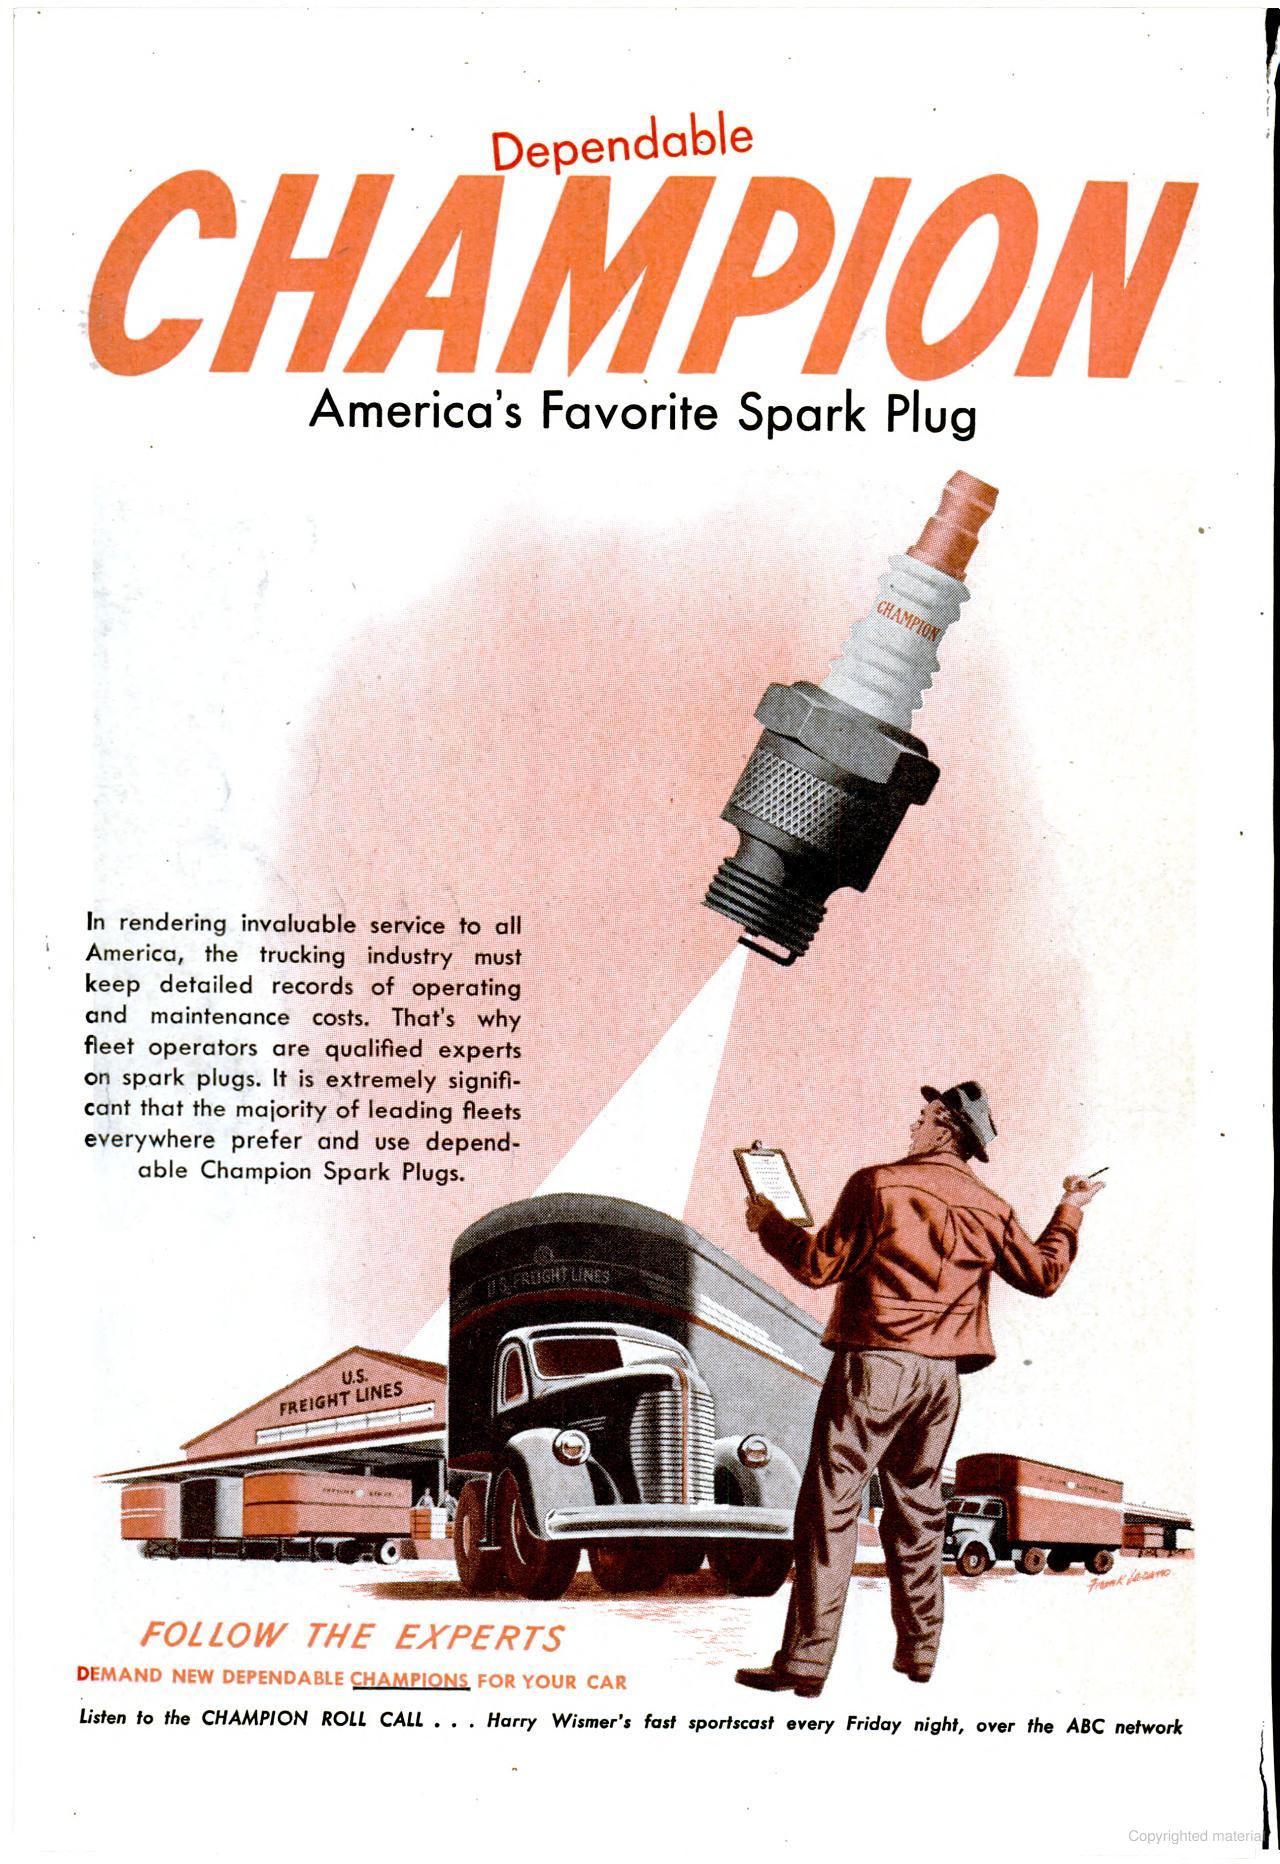 Dependable
CHAMPION
America's Favorite Spark Plug
CHAMPION
In rendering invaluable service to all
America, the trucking industry must
keep detailed records of operating
and maintenance costs. That's why
fleet operators are qualified experts
on spark plugs. It is extremely signifi-
cant that the majority of leading fleets
everywhere prefer and use depend-
able Champion Spark Plugs.
U.S. FREIGHT LINES
U.S.
FREIGHT LINES
Frank Lozano
FOLLOW THE EXPERTS
DEMAND NEW DEPENDABLE CHAMPIONS FOR YOUR CAR
Listen to the CHAMPION ROLL CALL . . . Harry Wismer's fast sportscast every Friday night, over the ABC network
Copyrighted material